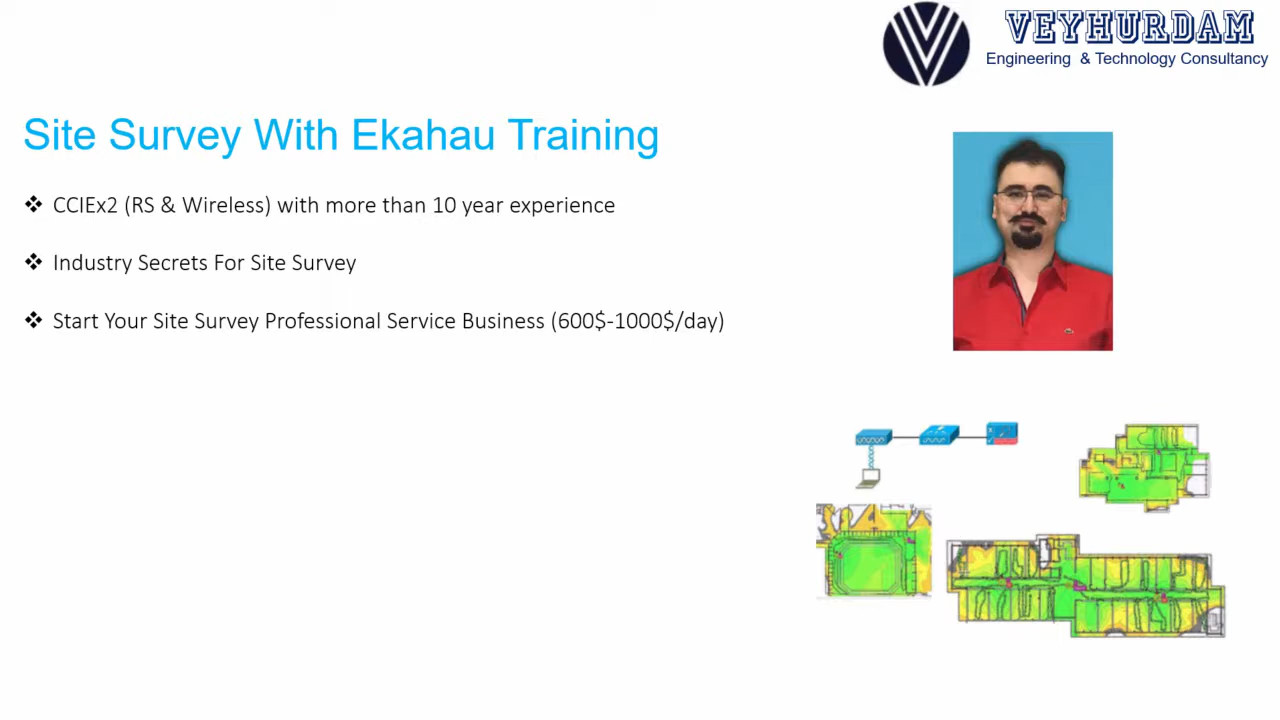 VEYHURDAM
Engineering & Technology Consultancy
Site Survey With Ekahau Training
❖ CCIEx2 (RS & Wireless) with more than 10 year experience
❖ Industry Secrets For Site Survey
❖ Start Your Site Survey Professional Service Business (600$-1000$/day)